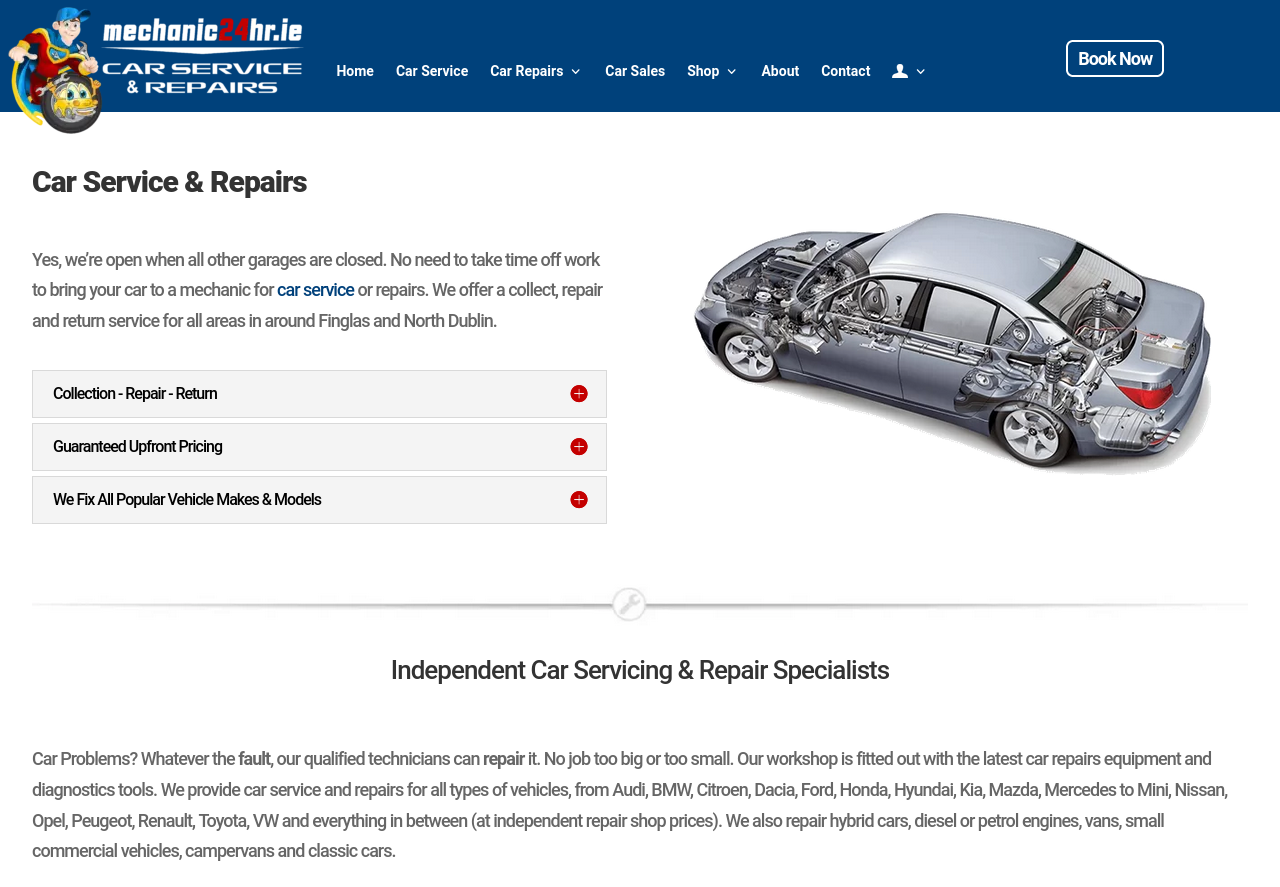 mechanic24hr.ie
CAR SERVICE
& REPAIRS
Home Car Service Car Repairs Car Sales Shop About Contact
Book Now
Car Service & Repairs
Yes, we're open when all other garages are closed. No need to take time off work
to bring your car to a mechanic for car service or repairs. We offer a collect, repair
and return service for all areas in around Finglas and North Dublin.
Collection - Repair - Return
Guaranteed Upfront Pricing
We Fix All Popular Vehicle Makes & Models
Independent Car Servicing & Repair Specialists
Car Problems? Whatever the fault, our qualified technicians can repair it. No job too big or too small. Our workshop is fitted out with the latest car repairs equipment and
diagnostics tools. We provide car service and repairs for all types of vehicles, from Audi, BMW, Citroen, Dacia, Ford, Honda, Hyundai, Kia, Mazda, Mercedes to Mini, Nissan,
Opel, Peugeot, Renault, Toyota, VW and everything in between (at independent repair shop prices). We also repair hybrid cars, diesel or petrol engines, vans, small
commercial vehicles, campervans and classic cars.